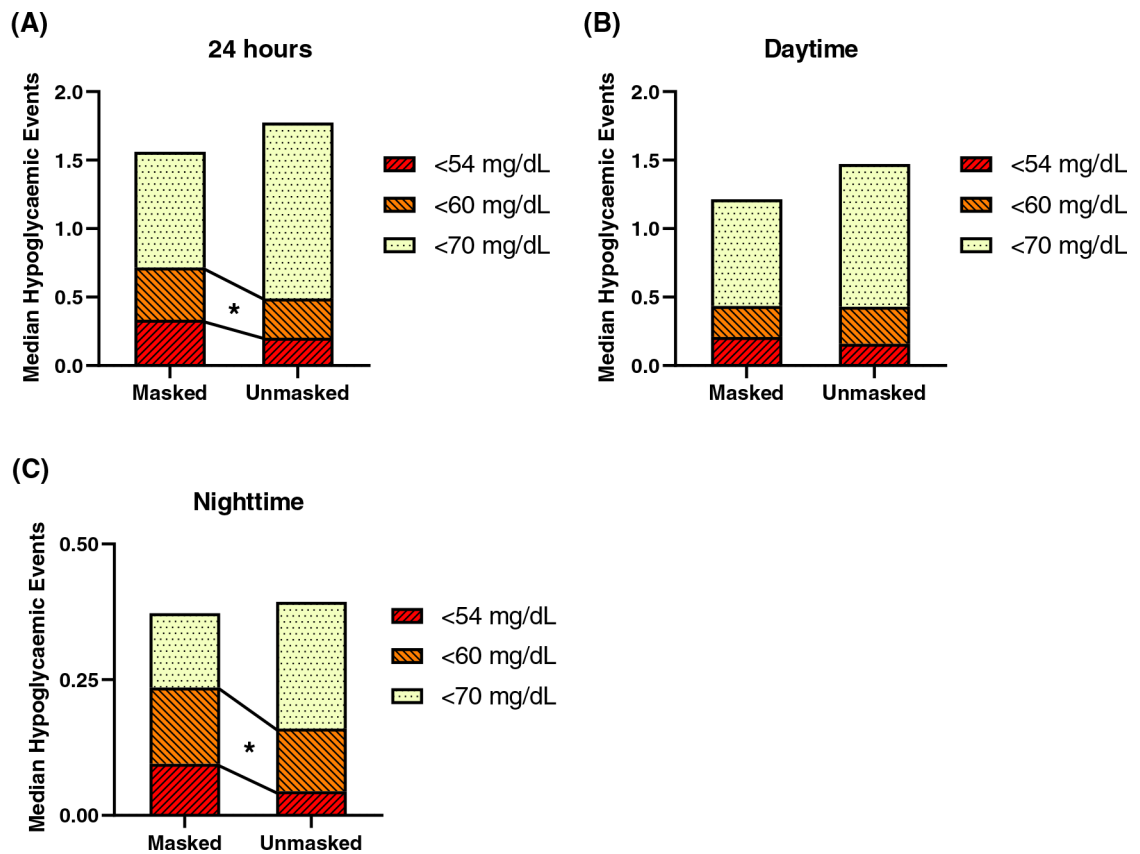 (A)
24 hours
Median Hypoglycaemic Events
2.0
1.5
1.0
0.5
0.0
Masked
Unmasked
*
<54 mg/dL
<60 mg/dL
<70 mg/dL
(B)
Daytime
Median Hypoglycaemic Events
2.0
1.5
1.0
0.5
0.0
Masked
Unmasked
<54 mg/dL
<60 mg/dL
<70 mg/dL
(C)
Nighttime
Median Hypoglycaemic Events
0.50
0.25
0.00
Masked
Unmasked
*
<54 mg/dL
<60 mg/dL
<70 mg/dL